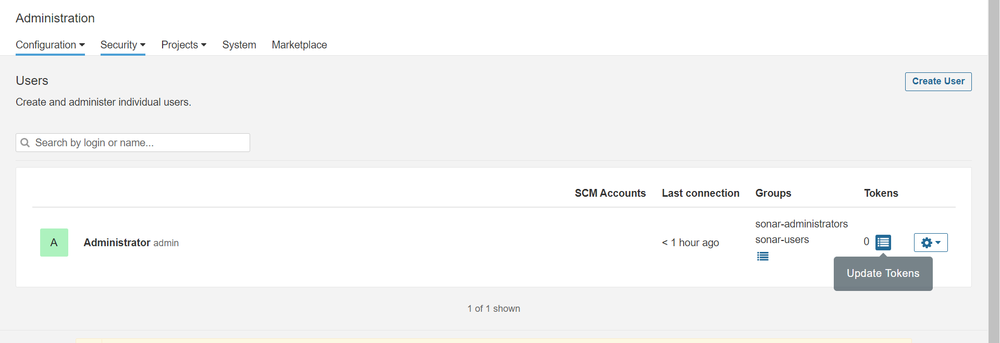 Administration
Configuration Security Projects System Marketplace
Users
Create User
Create and administer individual users.
Search by login or name...
SCM Accounts Last connection Groups Tokens
A Administrator admin < 1 hour ago sonar-administrators
sonar-users 0
Update Tokens
1 of 1 shown